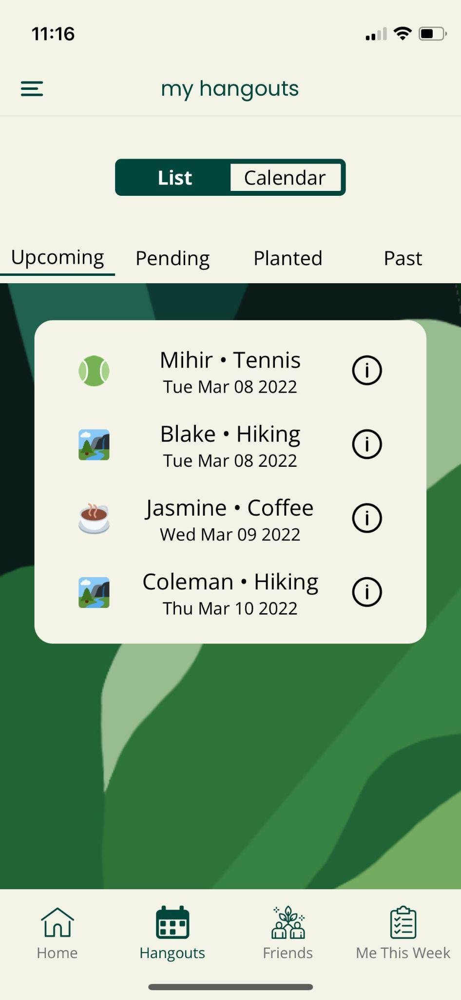 11:16
my hangouts
List Calendar
Upcoming Pending Planted Past
Mihir • Tennis
Tue Mar 08 2022
Blake • Hiking
Tue Mar 08 2022
Jasmine • Coffee
Wed Mar 09 2022
Coleman • Hiking
Thu Mar 10 2022
Home Hangouts Friends Me This Week